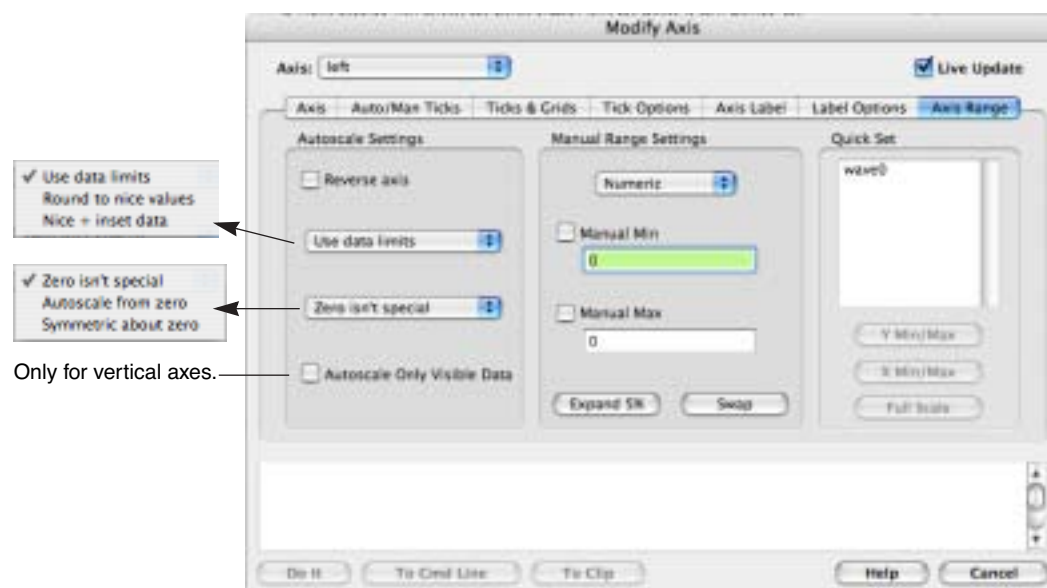 Modify Axis
Axis: left
Live Update
Axis Auto/Man Ticks Ticks & Grids Tick Options Axis Label Label Options Axis Range
Autoscale Settings
Reverse axis
Use data limits
Zero isn't special
Autoscale Only Visible Data
Manual Range Settings
Numeric
Manual Min
0
Manual Max
0
Expand 5%
Swap
Quick Set
wave0
Y Min/Max
X Min/Max
Full Scale
✓ Use data limits
Round to nice values
Nice + inset data
✓ Zero isn't special
Autoscale from zero
Symmetric about zero
Only for vertical axes.
Do It
To Cmd Line
To Clip
Help
Cancel